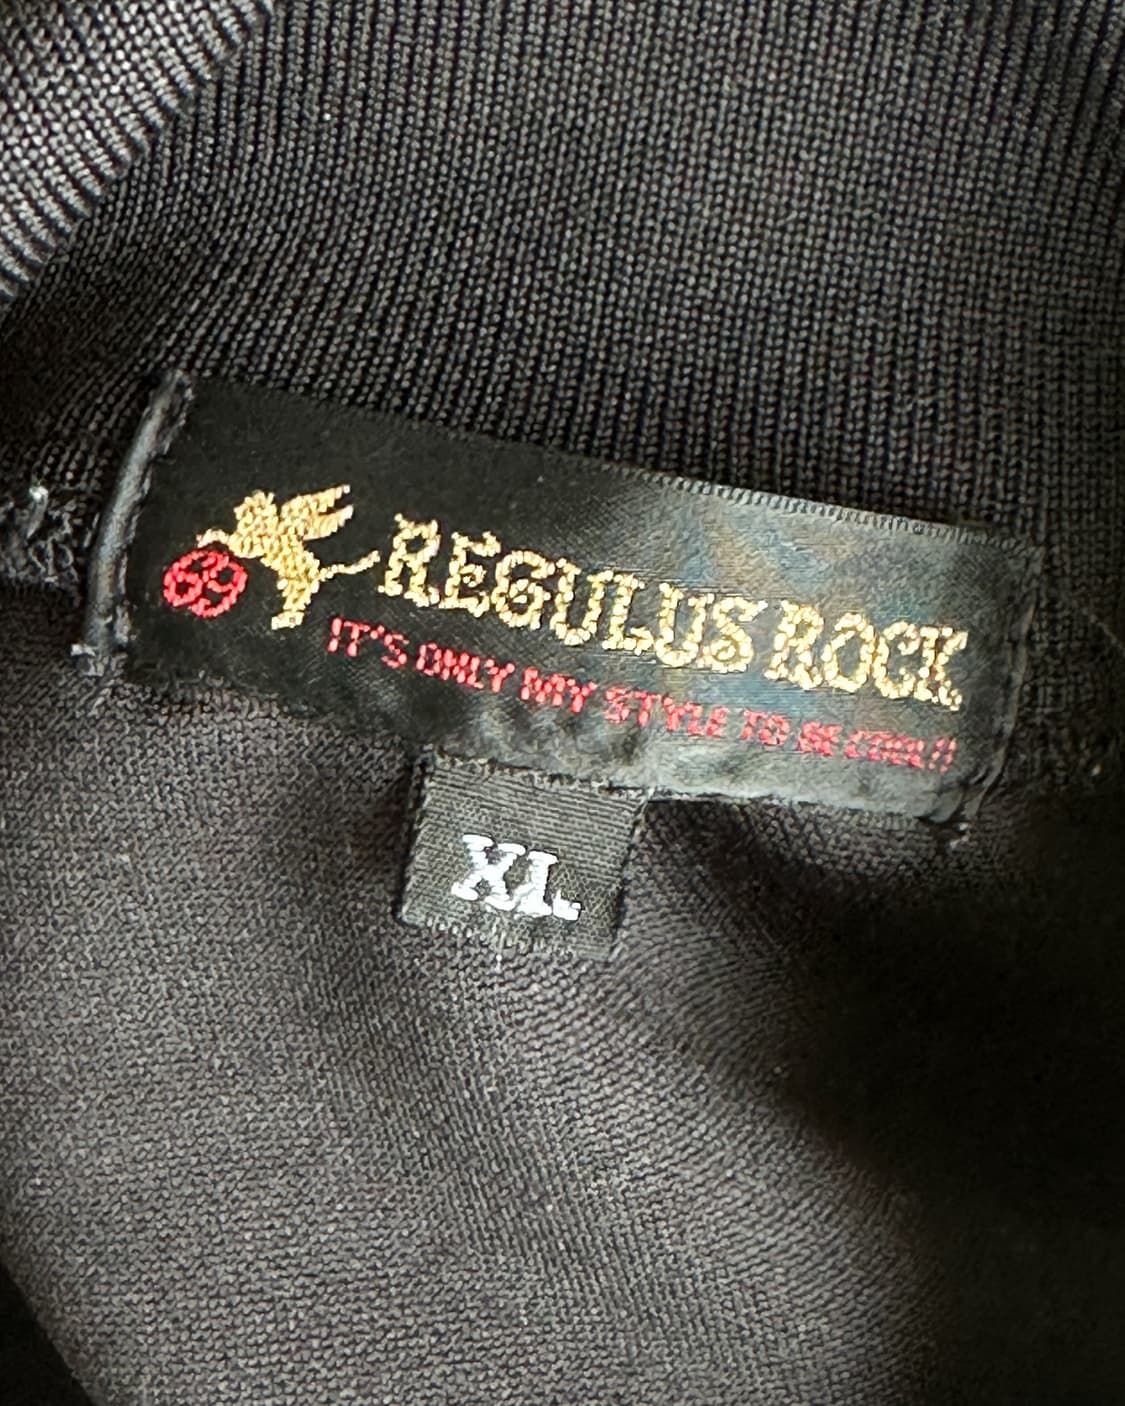 69
REGULUS ROCK
IT'S ONLY MY STYLE TO BE COOL!!
XL